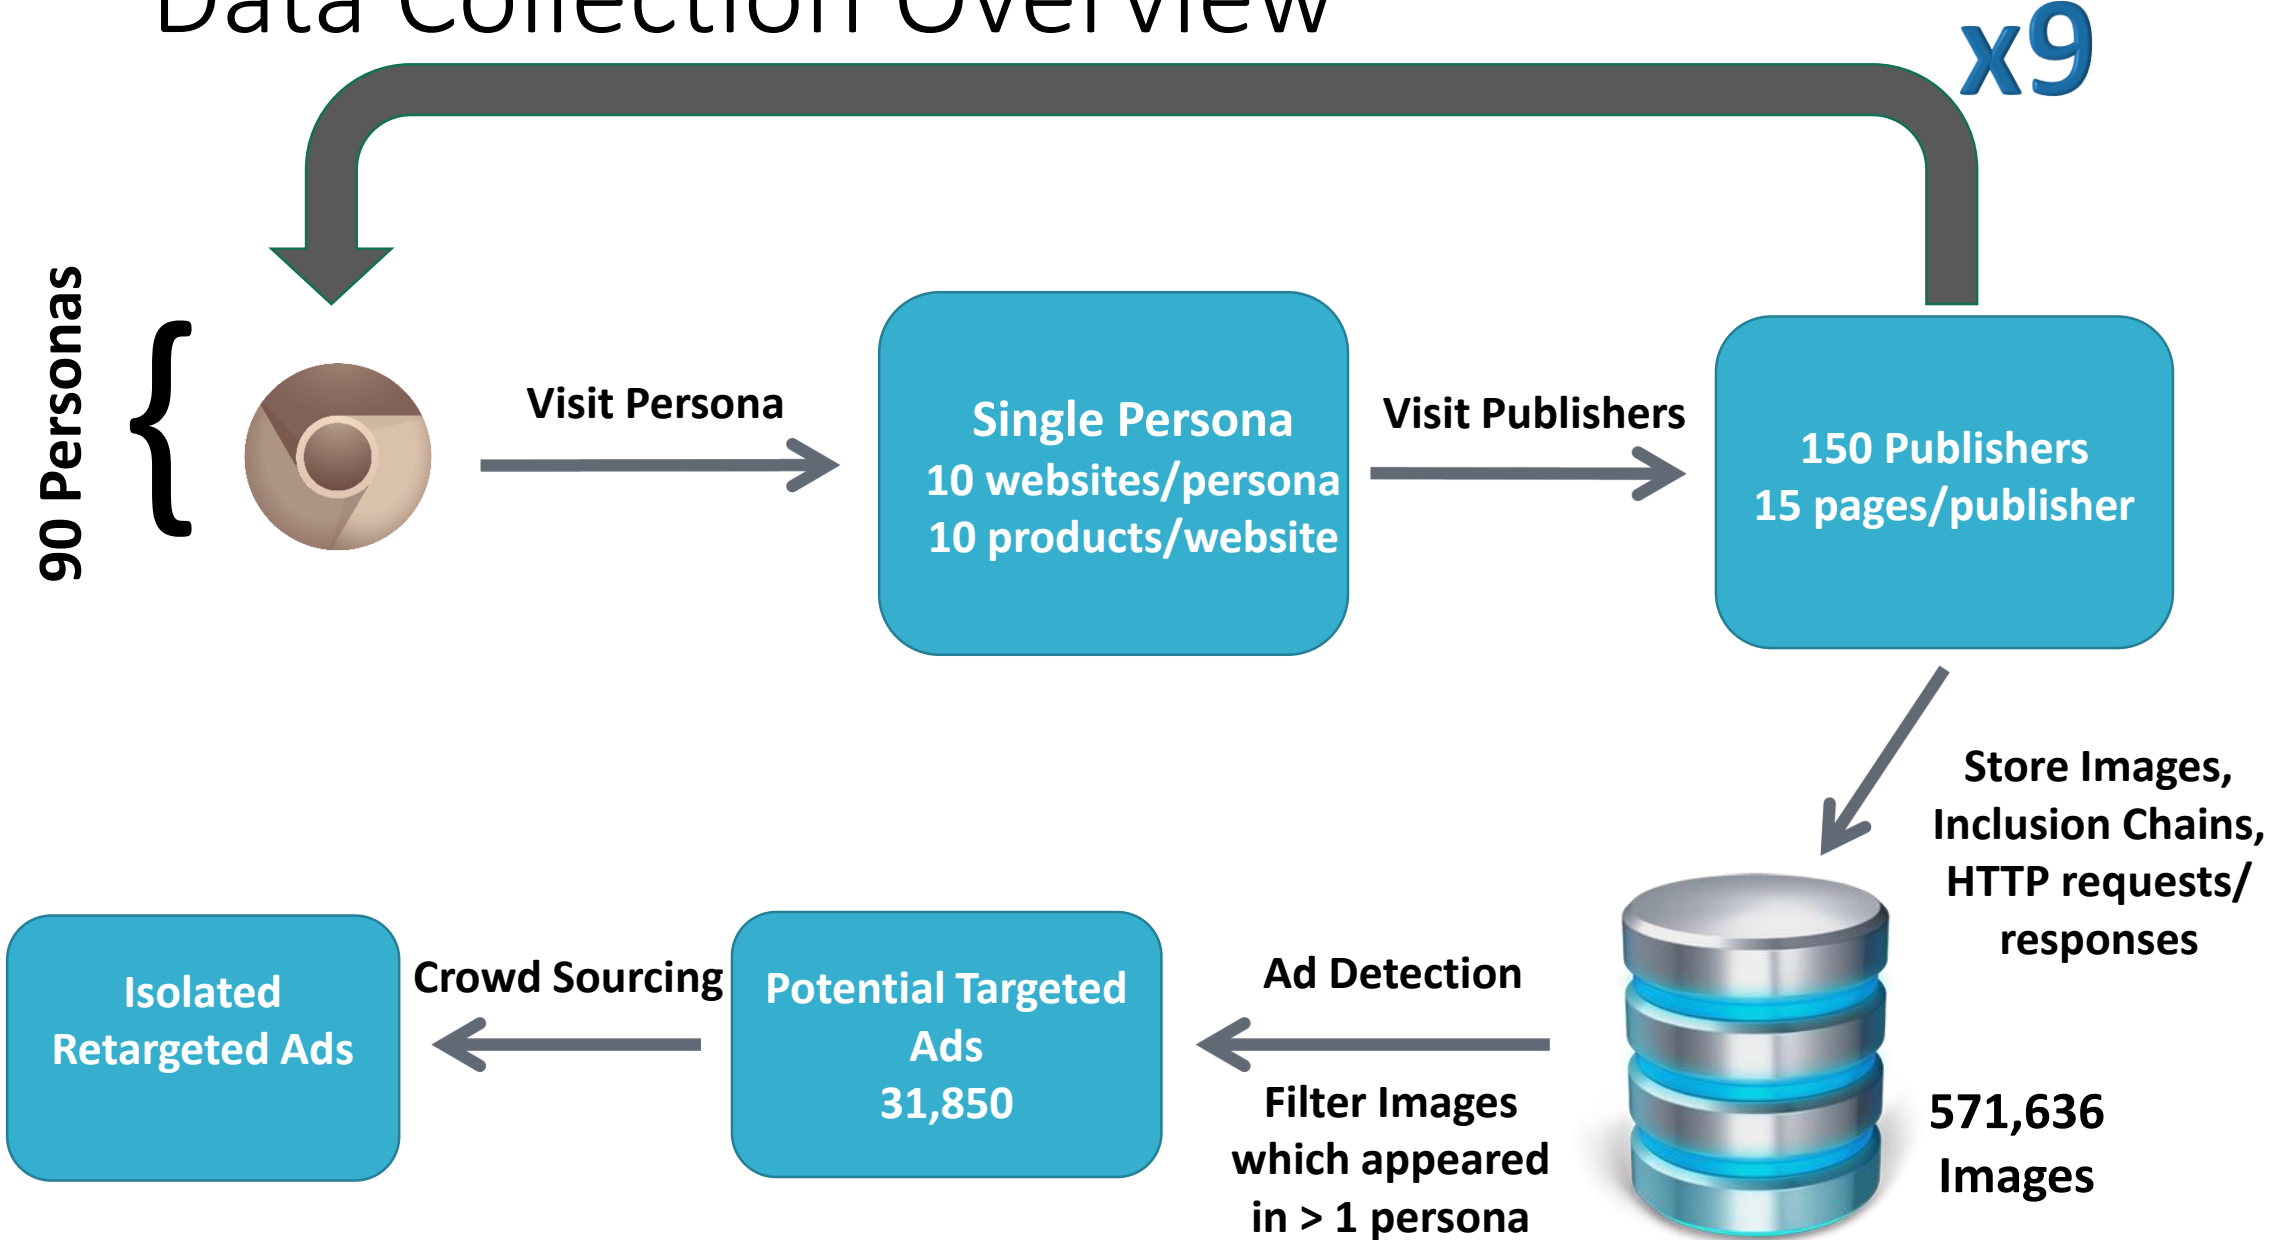 Data Collection Overview
x9
90 Personas
{
Visit Persona
Single Persona
10 websites/persona
10 products/website
Visit Publishers
150 Publishers
15 pages/publisher
Store Images,
Inclusion Chains,
HTTP requests/
responses
571,636
Images
Ad Detection
Filter Images
which appeared
in > 1 persona
Potential Targeted
Ads
31,850
Crowd Sourcing
Isolated
Retargeted Ads